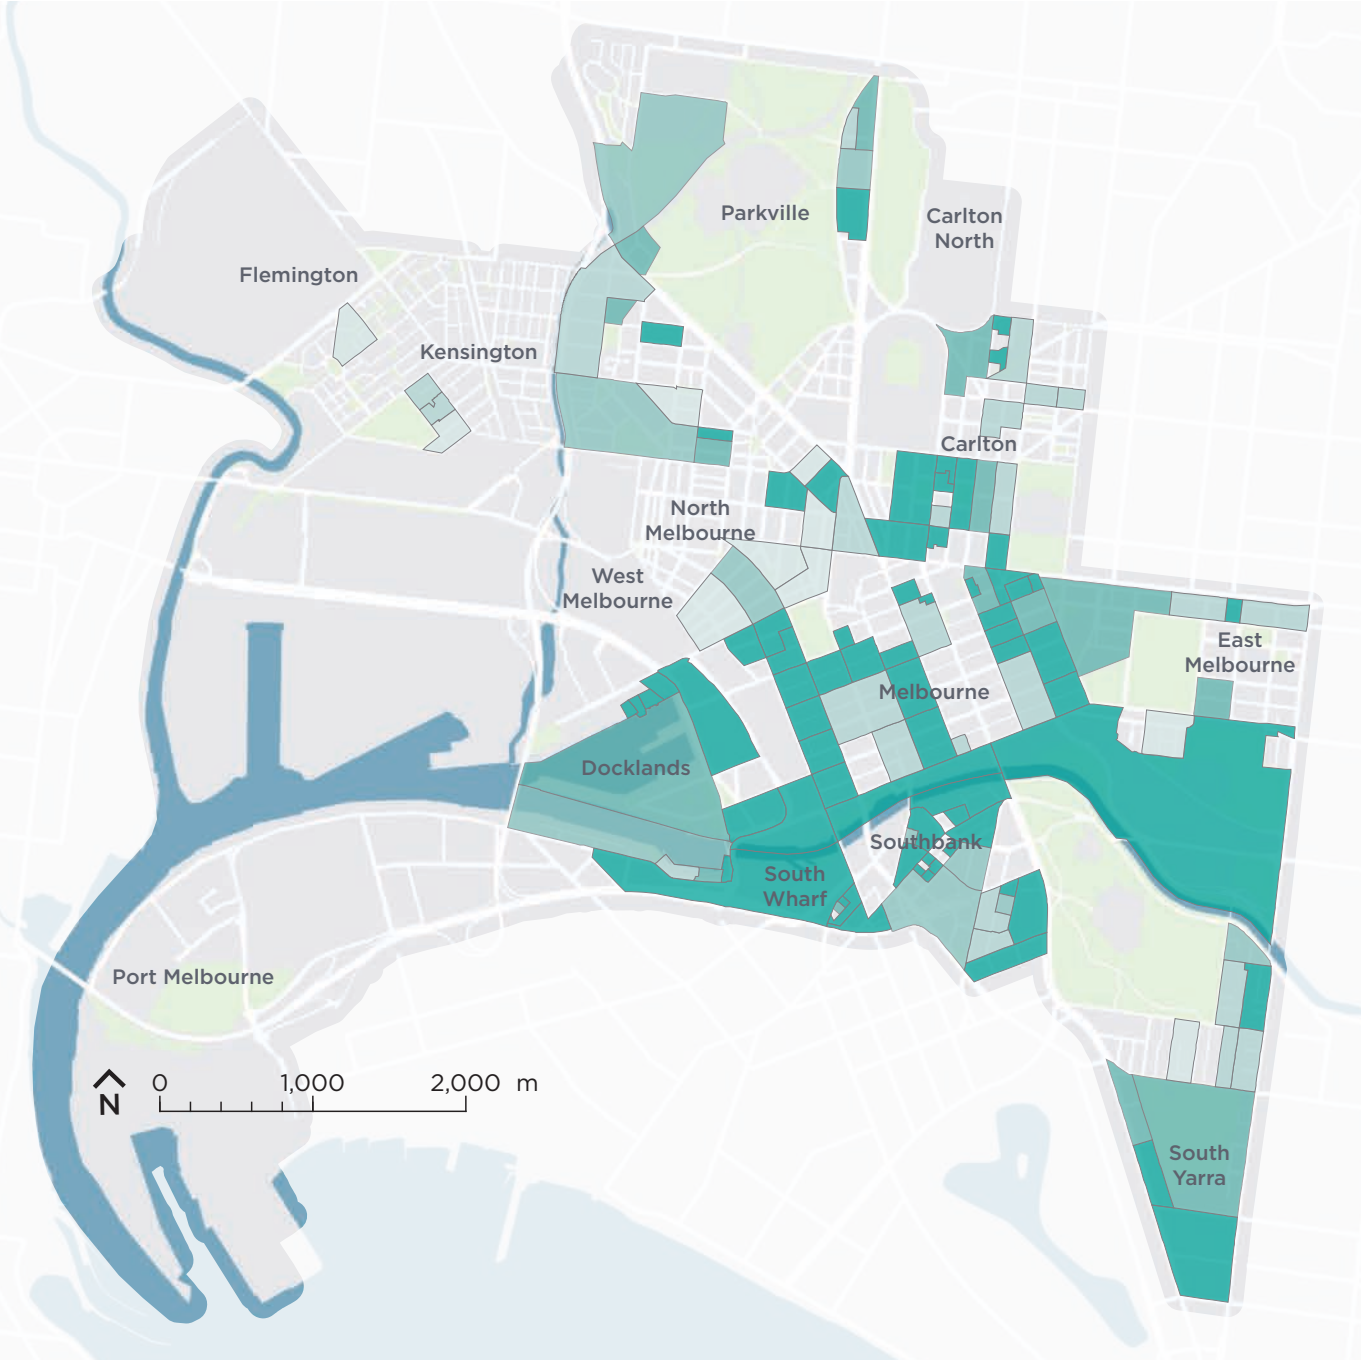 Parkville
Carlton
North
Flemington
Kensington
Carlton
North
Melbourne
West
Melbourne
East
Melbourne
Melbourne
Docklands
Southbank
South
Wharf
Port Melbourne
N
0 1,000 2,000 m
South
Yarra